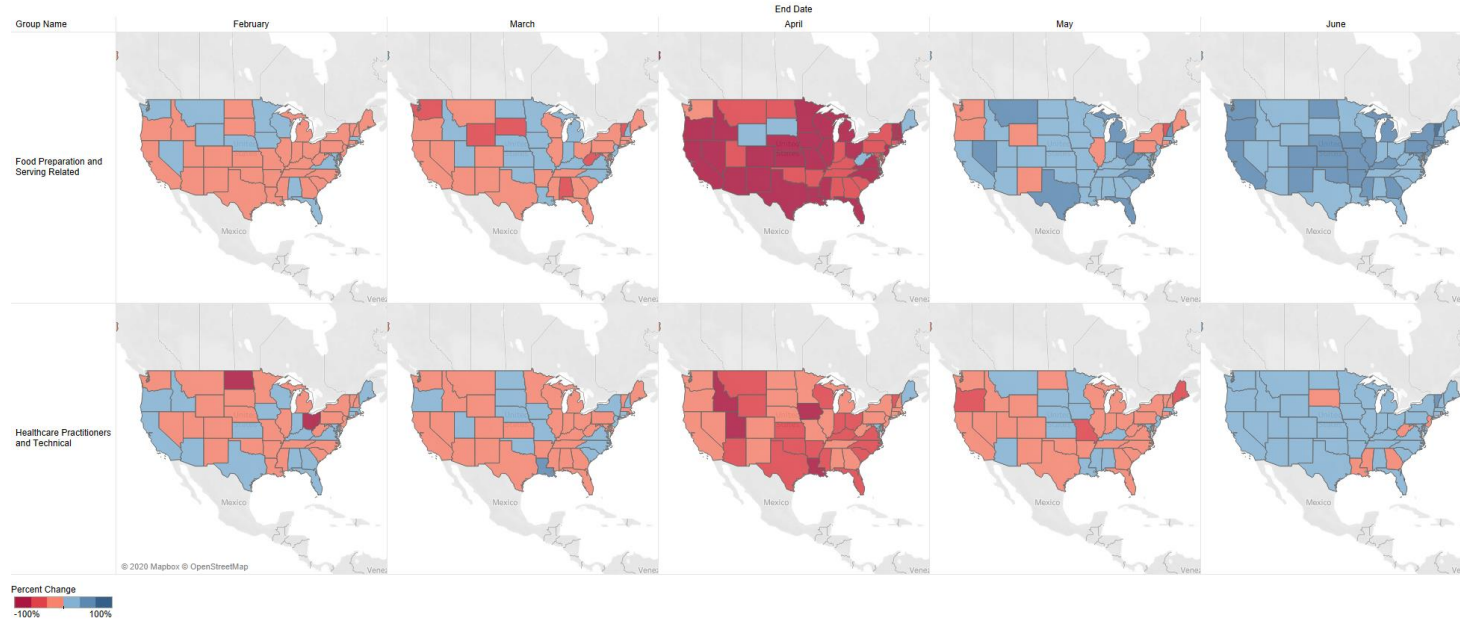 End Date
Group Name
February
March
April
May
June
Food Preparation and
Serving Related
Mexico
Mexico
Mexico
Mexico
Mexico
Healthcare Practitioners
and Technical
Mexico
Mexico
Mexico
Mexico
Mexico
© 2020 Mapbox © OpenStreetMap
Percent Change
-100%
100%